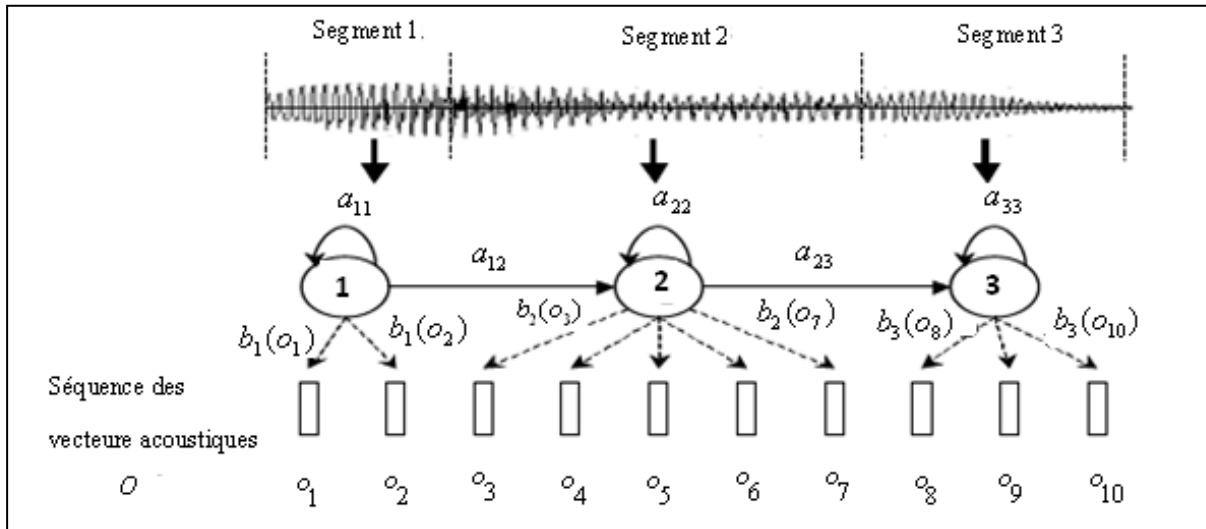 Segment 1. Segment 2 Segment 3
a11 a22 a33
a12 a23
1 2 3
b1(o1) b1(o2) b2(o3) b2(o7) b3(o8) b3(o10)
Séquence des
vecteure acoustiques
O o1 o2 o3 o4 o5 o6 o7 o8 o9 o10